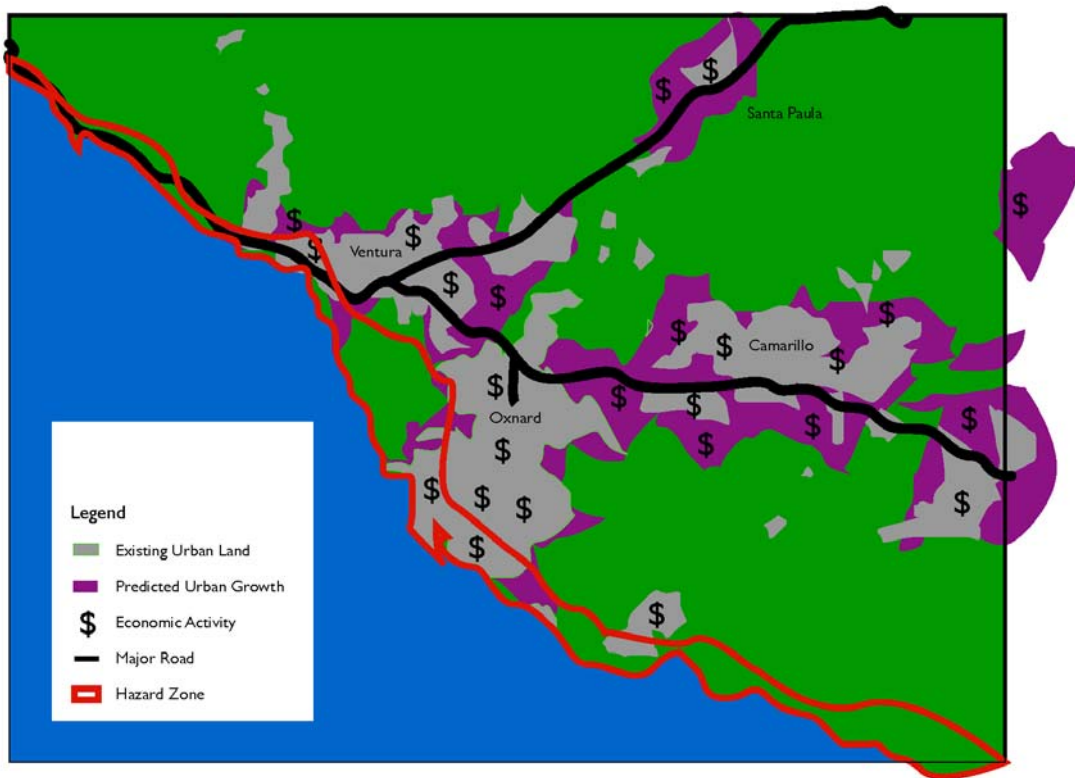 Santa Paula
Ventura
Camarillo
Oxnard
Legend
Existing Urban Land
Predicted Urban Growth
$ Economic Activity
Major Road
Hazard Zone